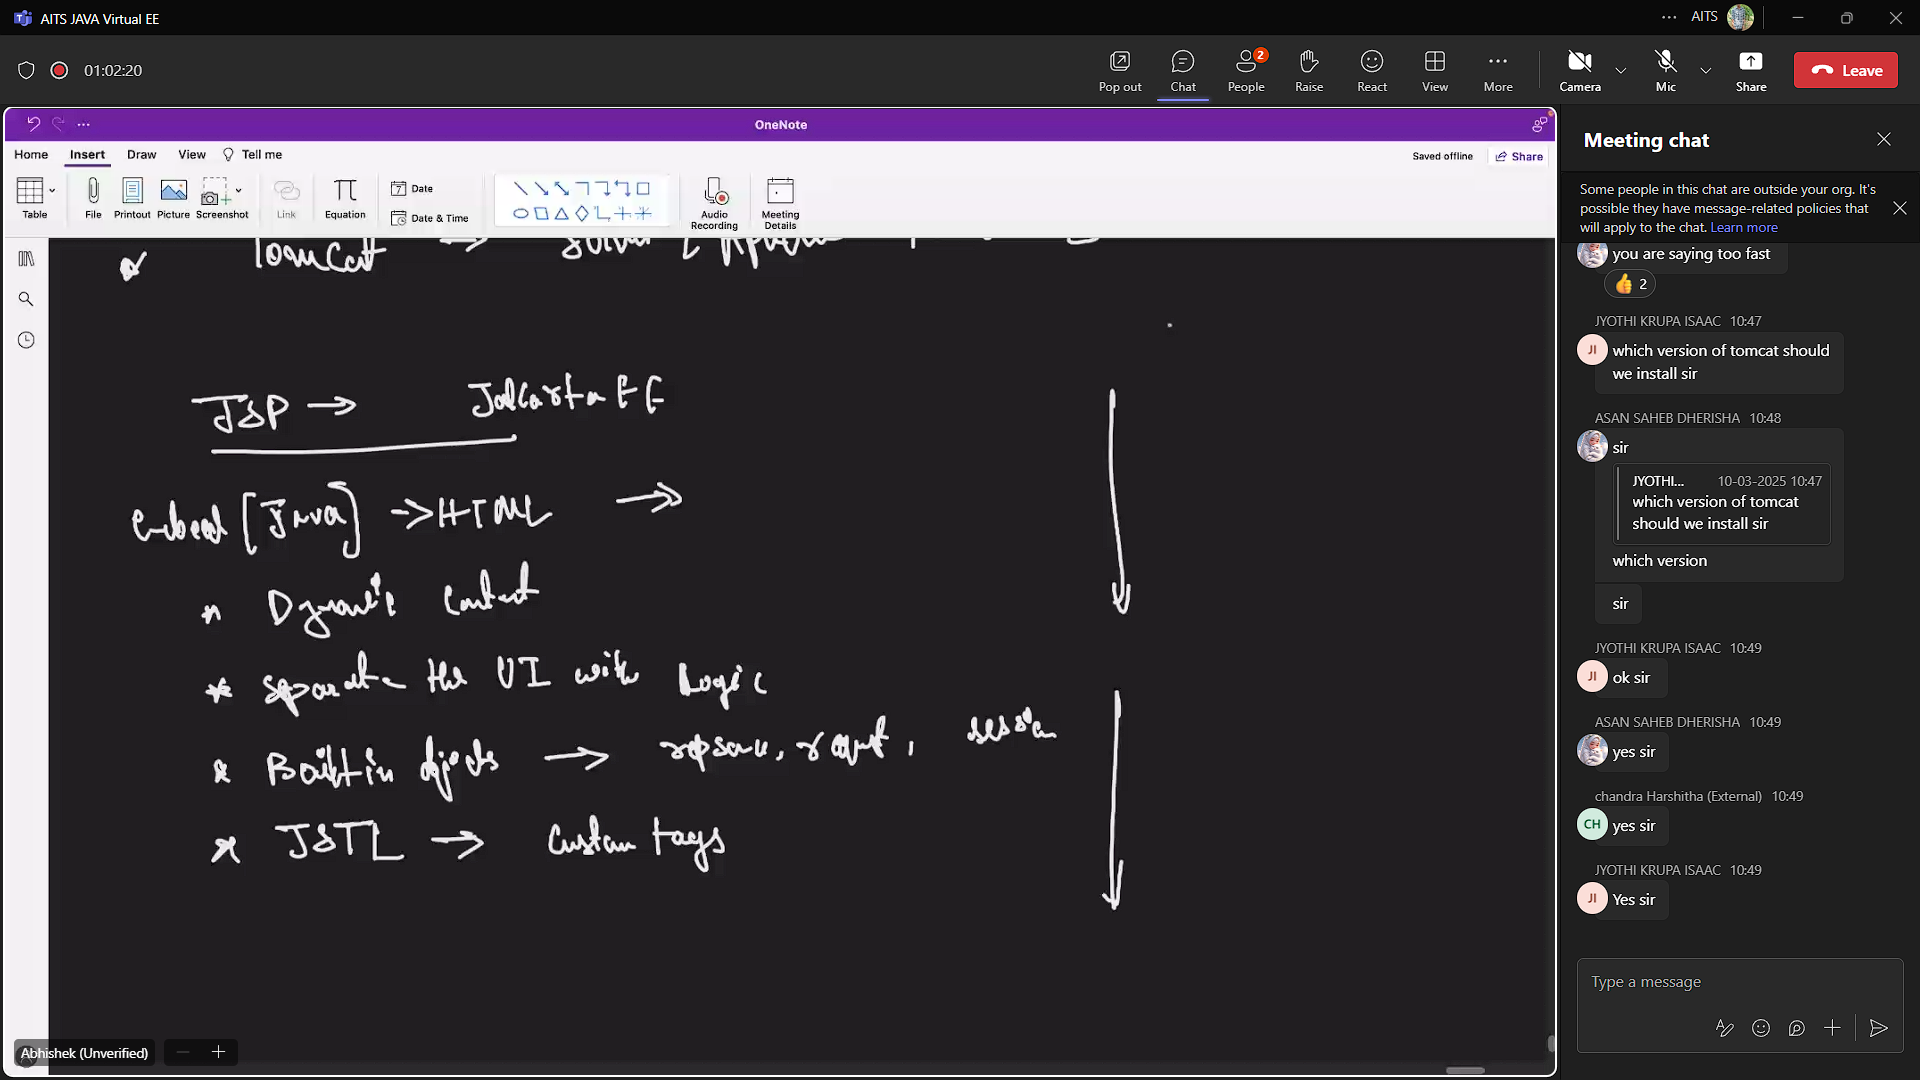 AITS JAVA Virtual EE
AITS
01:02:20
Pop out
Chat
2
People
Raise
React
View
More
Camera
Mic
Share
Leave
OneNote
Home Insert Draw View Tell me
Saved offline Share
Table
File
Printout
Picture
Screenshot
Link
Equation
Date
Date & Time
Audio
Recording
Meeting
Details
TomCat →
JSP → Jakarta EE
embed [Java] → HTML →
* Dynamic Content
* Separate the UI with Logic
* Builtin objects → request, session
* JSTL → Custom tags
Abhishek (Unverified)
Meeting chat
Some people in this chat are outside your org. It's
possible they have message-related policies that
will apply to the chat. Learn more
you are saying too fast
👍 2
JYOTHI KRUPA ISAAC 10:47
JI
which version of tomcat should
we install sir
ASAN SAHEB DHERISHA 10:48
sir
JYOTHI... 10-03-2025 10:47
which version of tomcat
should we install sir
which version
sir
JYOTHI KRUPA ISAAC 10:49
JI
ok sir
ASAN SAHEB DHERISHA 10:49
yes sir
chandra Harshitha (External) 10:49
CH
yes sir
JYOTHI KRUPA ISAAC 10:49
JI
Yes sir
Type a message